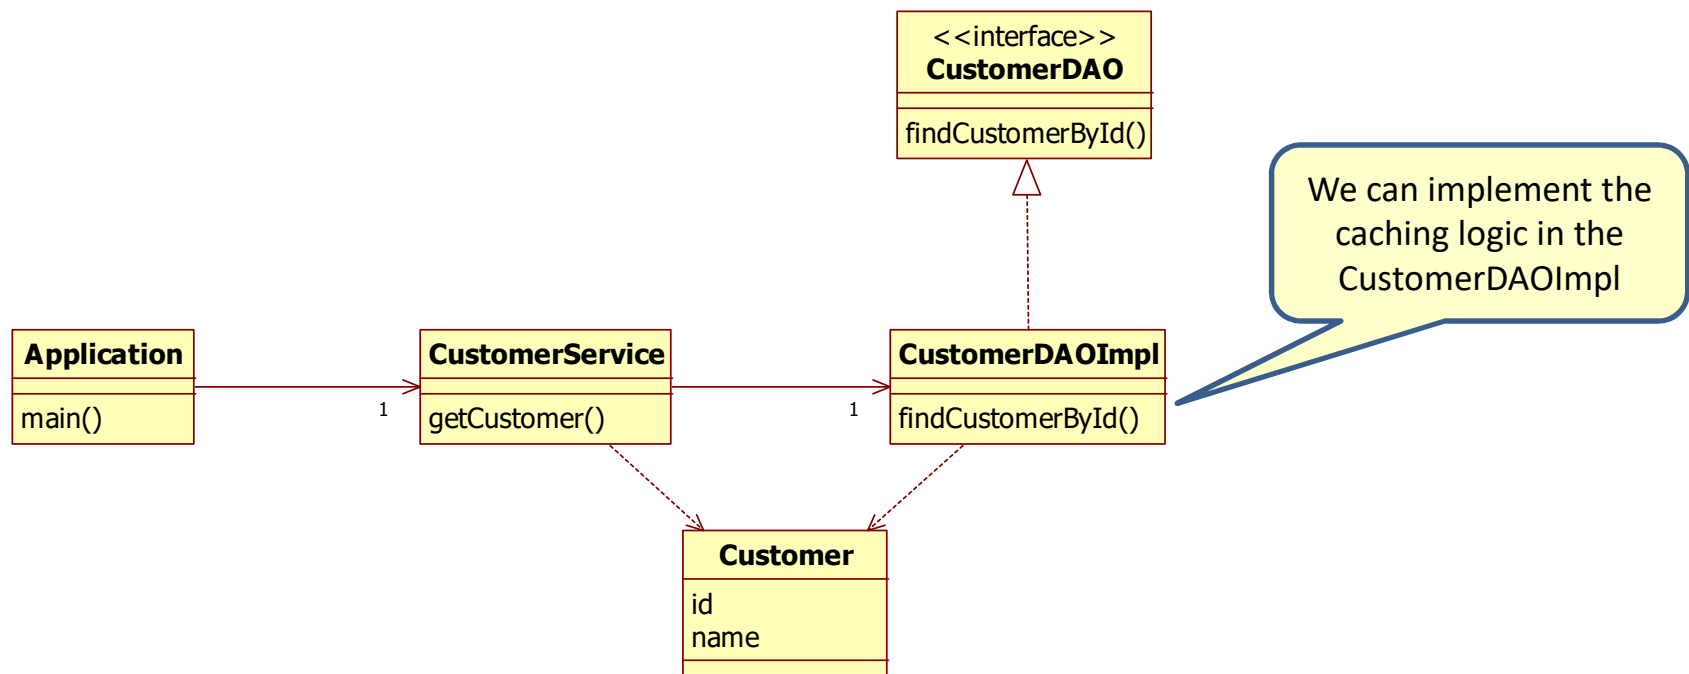 <<interface>>
CustomerDAO
findCustomerById()
We can implement the
caching logic in the
CustomerDAOImpl
Application
main()
1
CustomerService
getCustomer()
1
CustomerDAOImpl
findCustomerById()
Customer
id
name